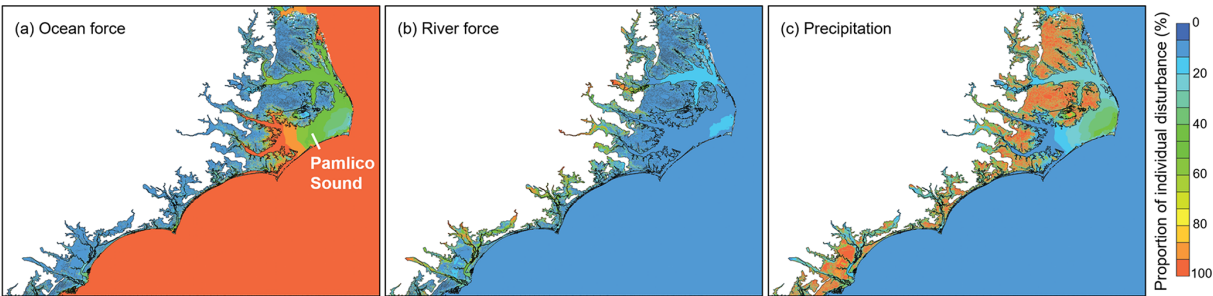 (a) Ocean force
Pamlico
Sound
(b) River force
(c) Precipitation
Proportion of individual disturbance (%)
0
20
40
60
80
100